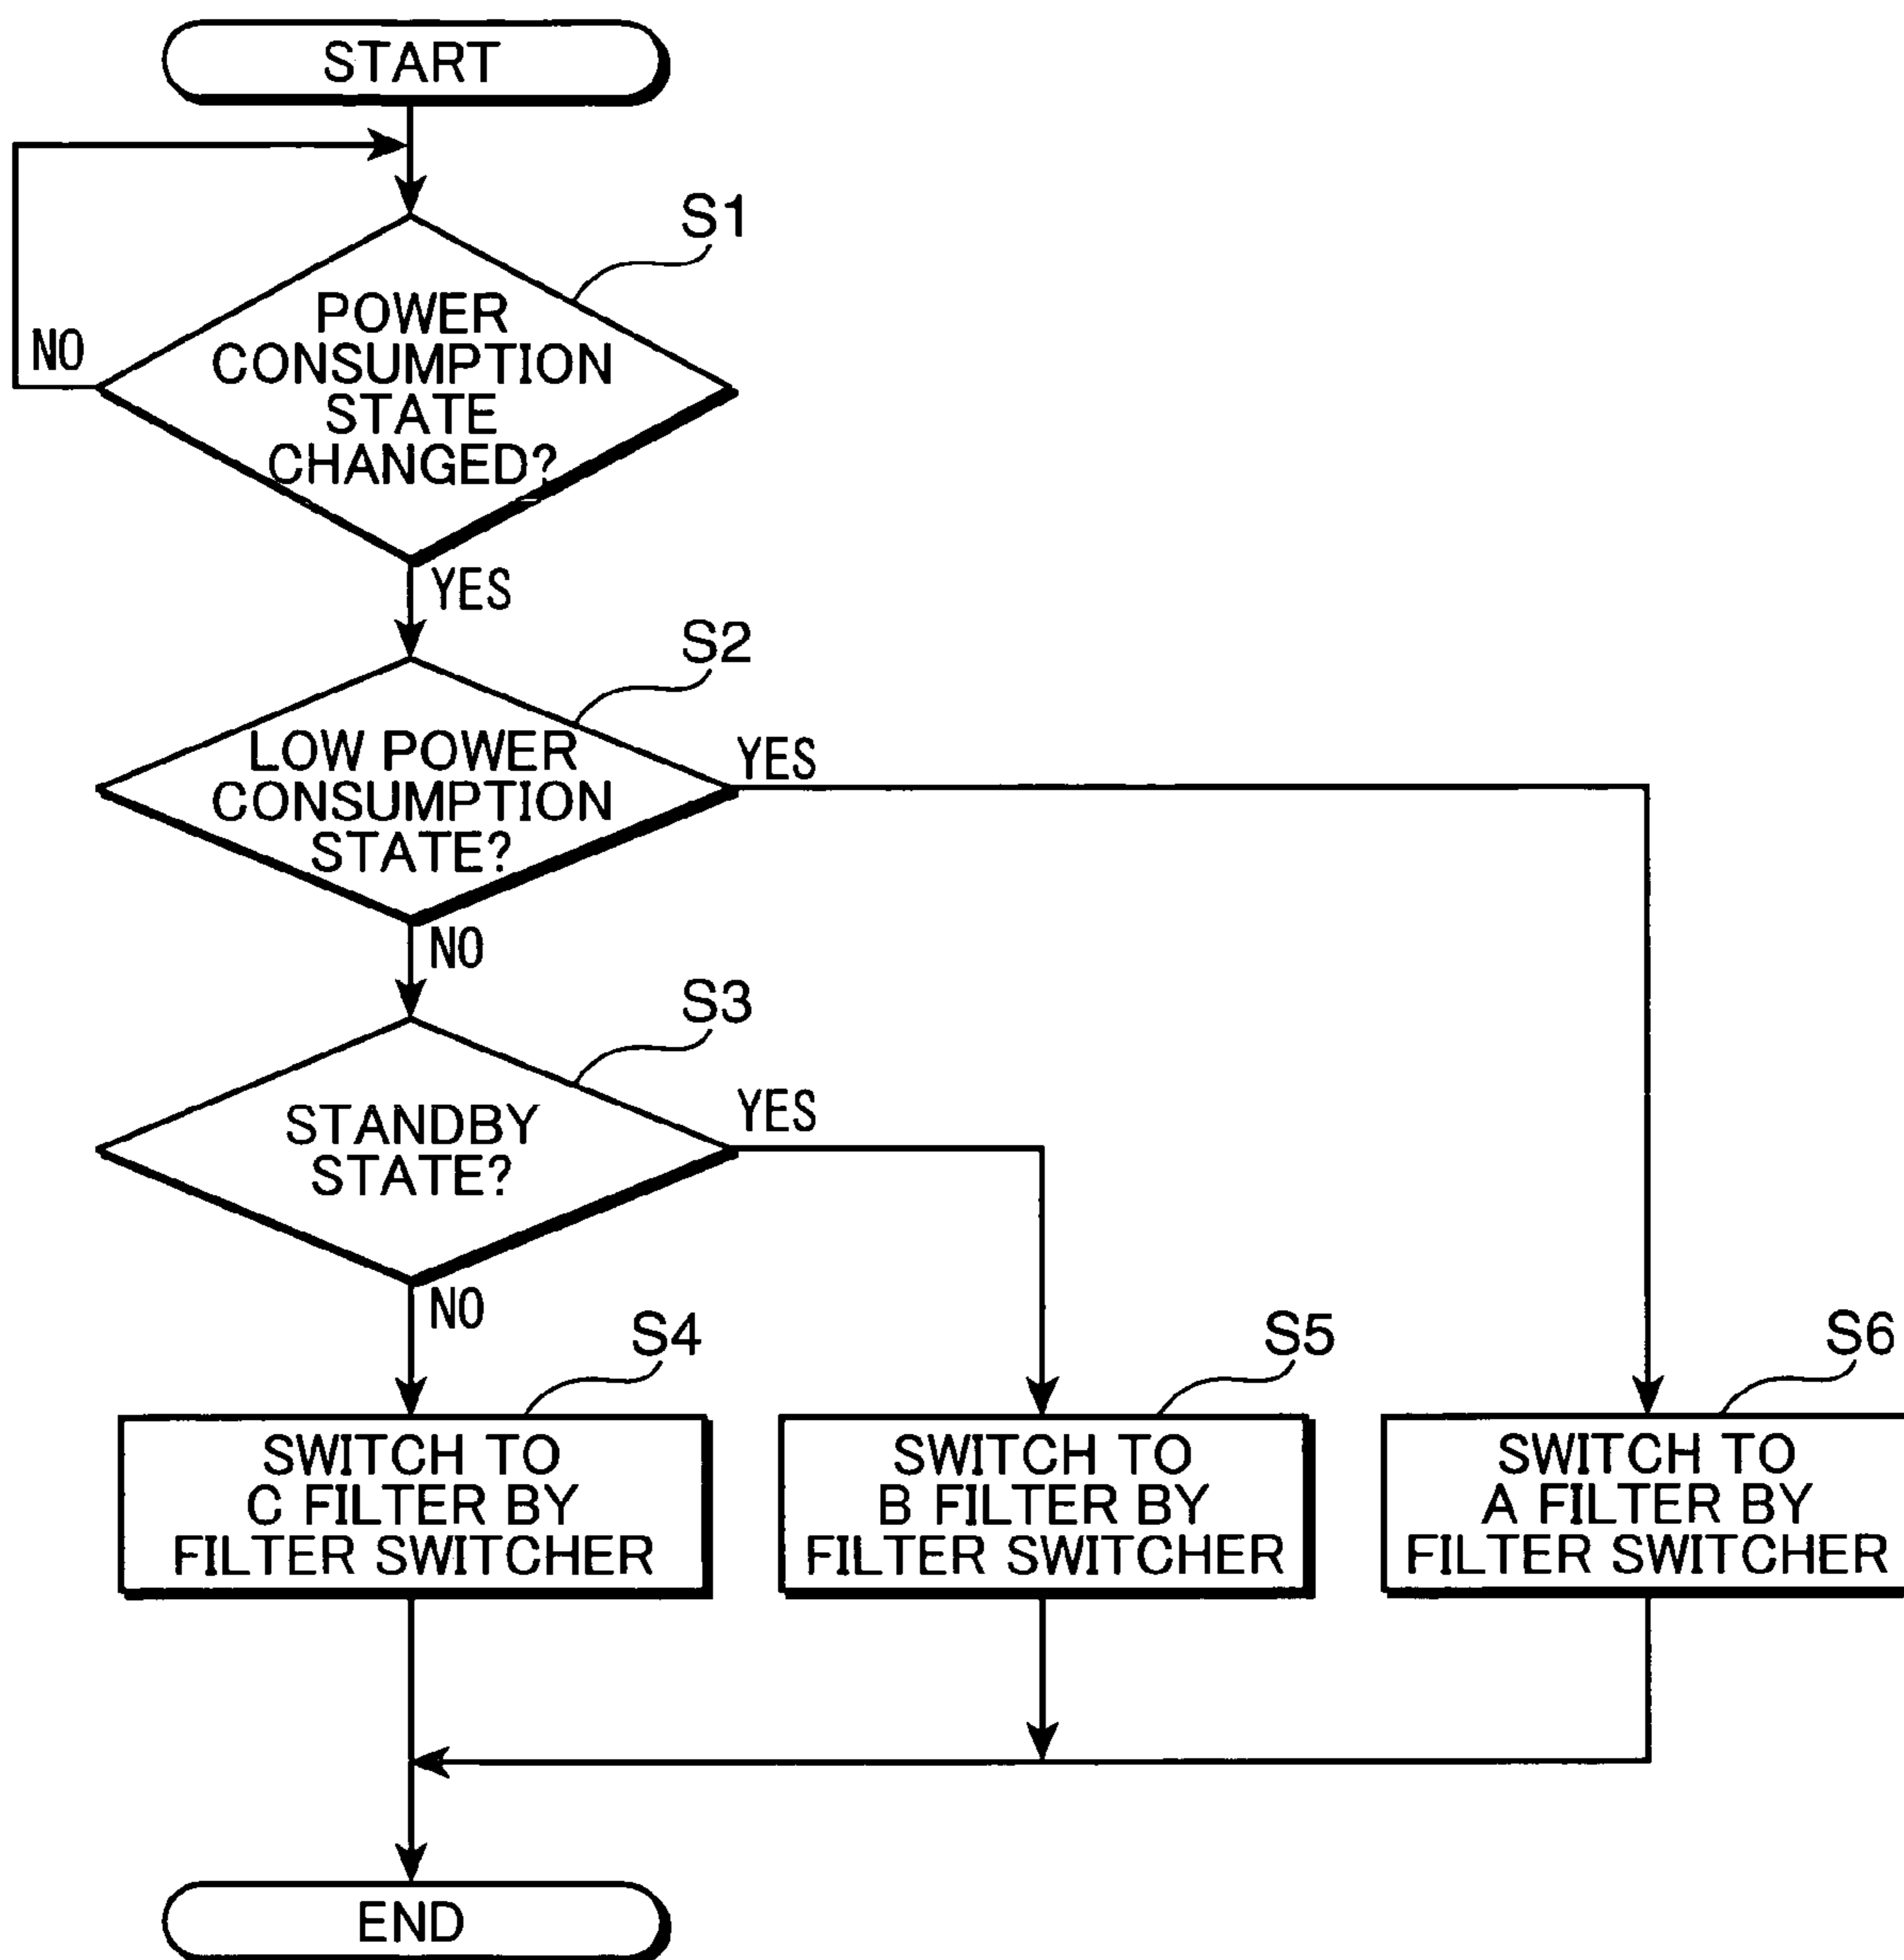 START
S1
POWER
CONSUMPTION
STATE
CHANGED?
NO
YES
S2
LOW POWER
CONSUMPTION
STATE?
YES
NO
S3
STANDBY
STATE?
YES
NO
S4
SWITCH TO
C FILTER BY
FILTER SWITCHER
S5
SWITCH TO
B FILTER BY
FILTER SWITCHER
S6
SWITCH TO
A FILTER BY
FILTER SWITCHER
END